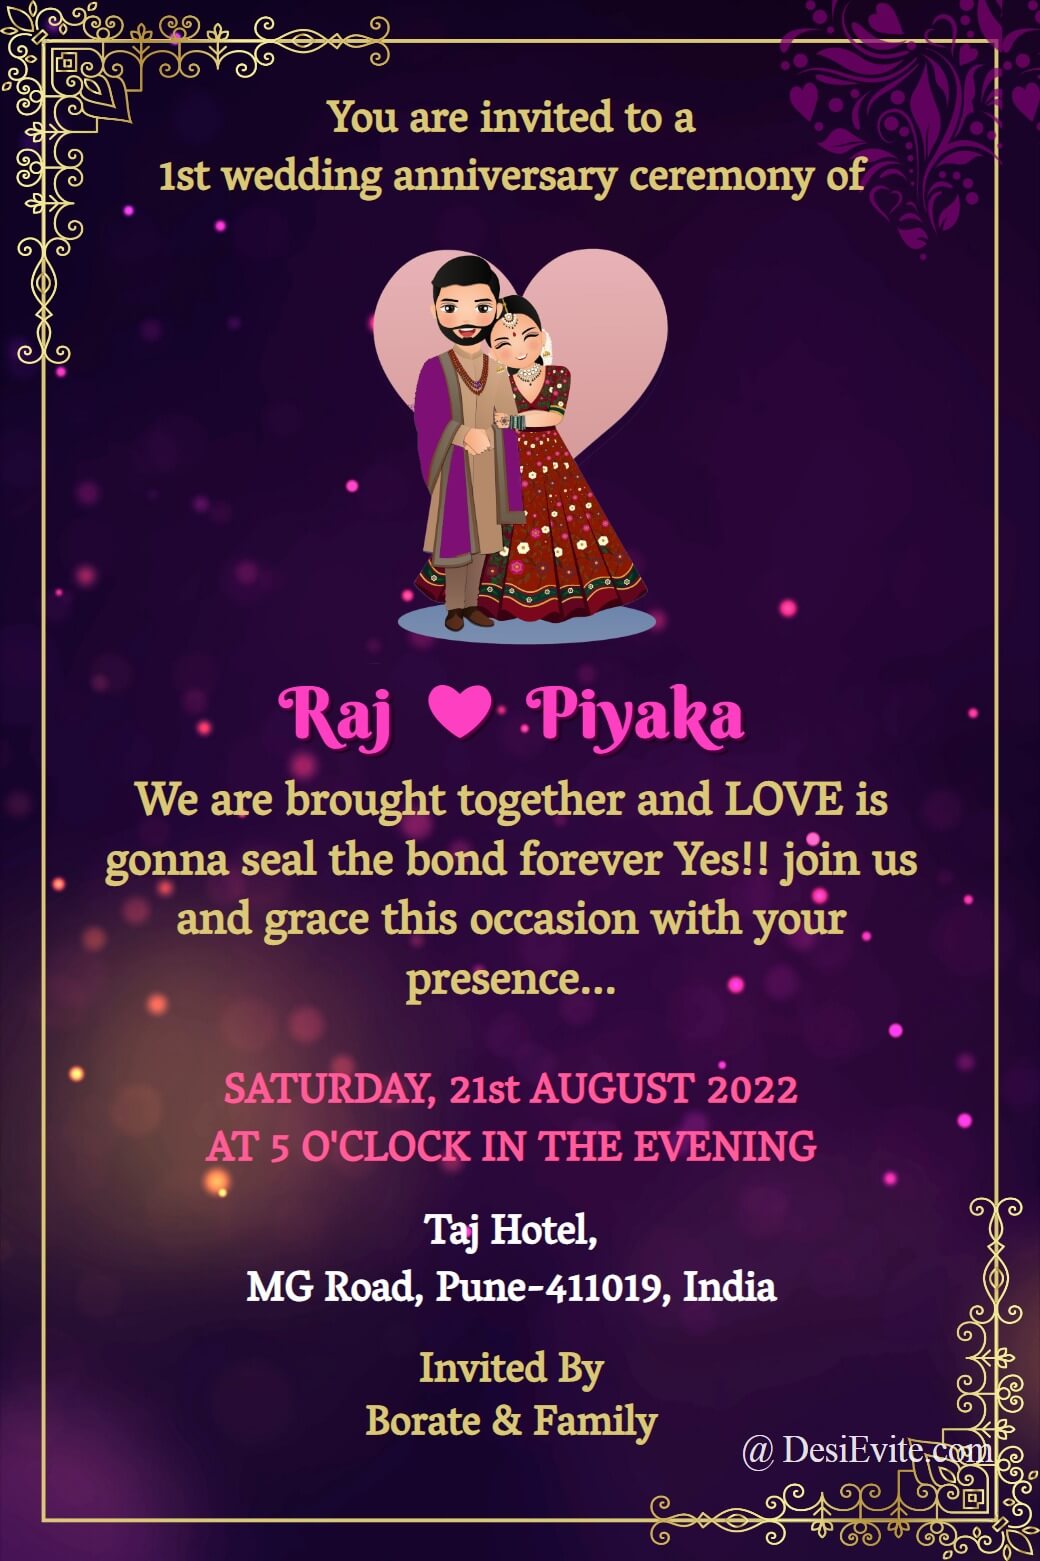 You are invited to a
1st wedding anniversary ceremony of
Raj Piyaka
We are brought together and LOVE is
gonna seal the bond forever Yes!! join us
and grace this occasion with your
presence...
SATURDAY, 21st AUGUST 2022
AT 5 O'CLOCK IN THE EVENING
Taj Hotel,
MG Road, Pune-411019, India
Invited By
Borate & Family
@ DesiEvite.com